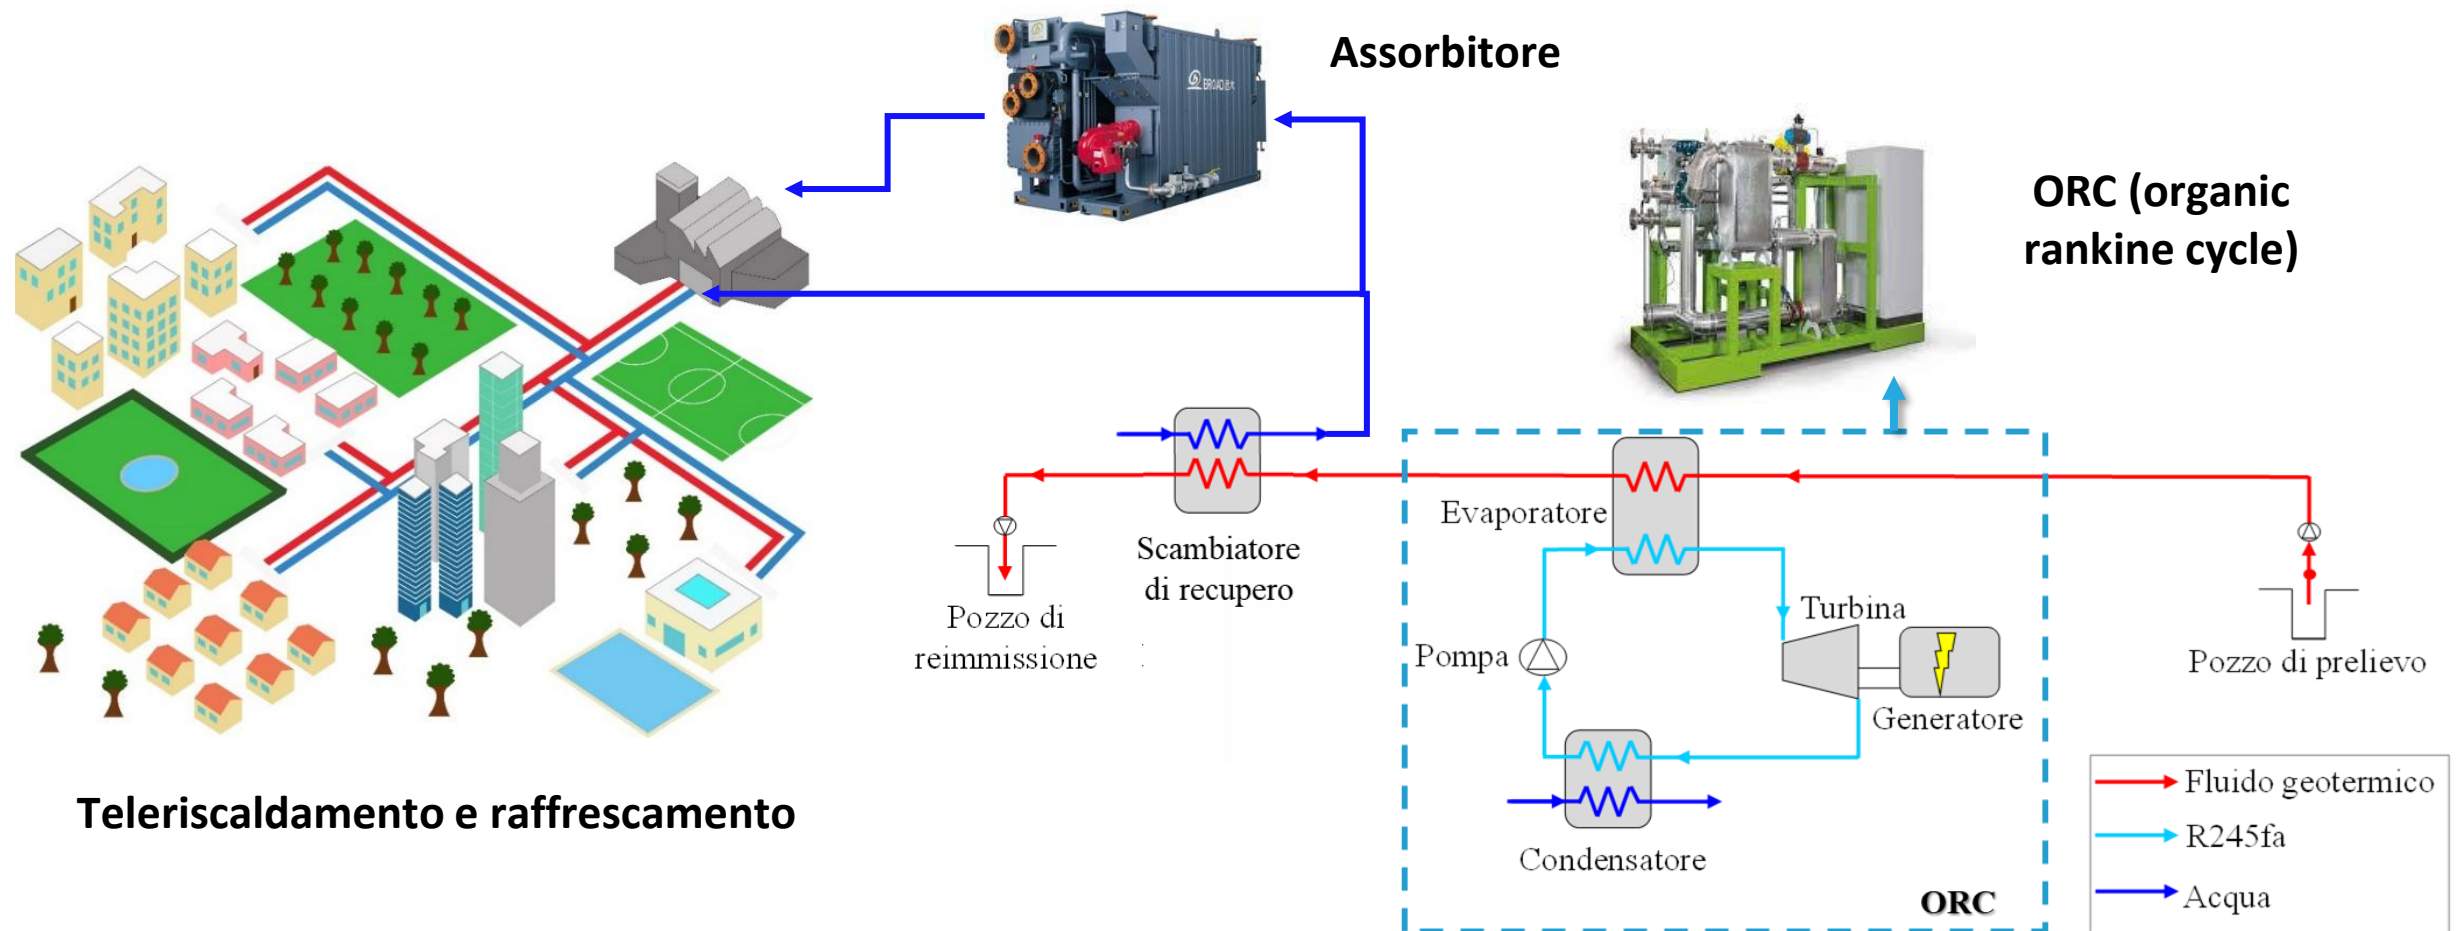 Assorbitore
BROAD
ORC (organic
rankine cycle)
Evaporatore
Scambiatore
di recupero
Pozzo di
reimmissione
Turbina
Pompa
Generatore
Pozzo di prelievo
Condensatore
ORC
Teleriscaldamento e raffrescamento
Fluido geotermico
R245fa
Acqua